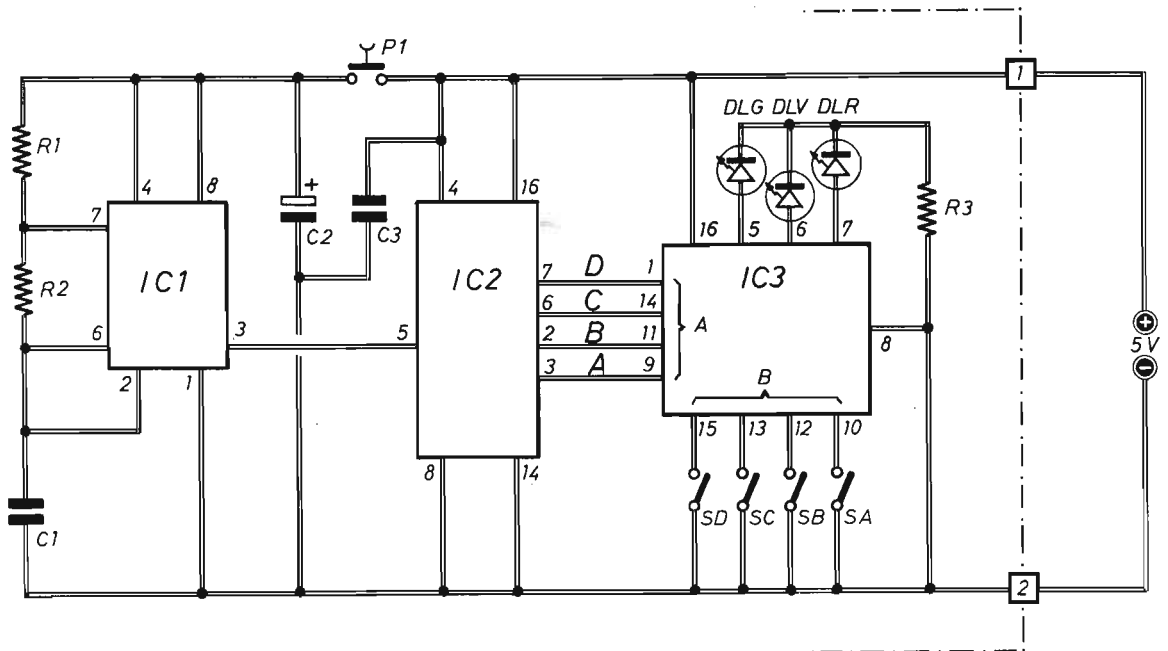 P1
1
R1
DLG DLV DLR
4 8
4 16
16 5 6 7
7
+
R3
C2 C3
R2
IC1
IC2
IC3
7 D 1
6 C 14
A
6 3 5
2 B 11
8
3 A 9
5 V
+
-
2 1
B
15 13 12 10
8 14
C1
SD SC SB SA
2